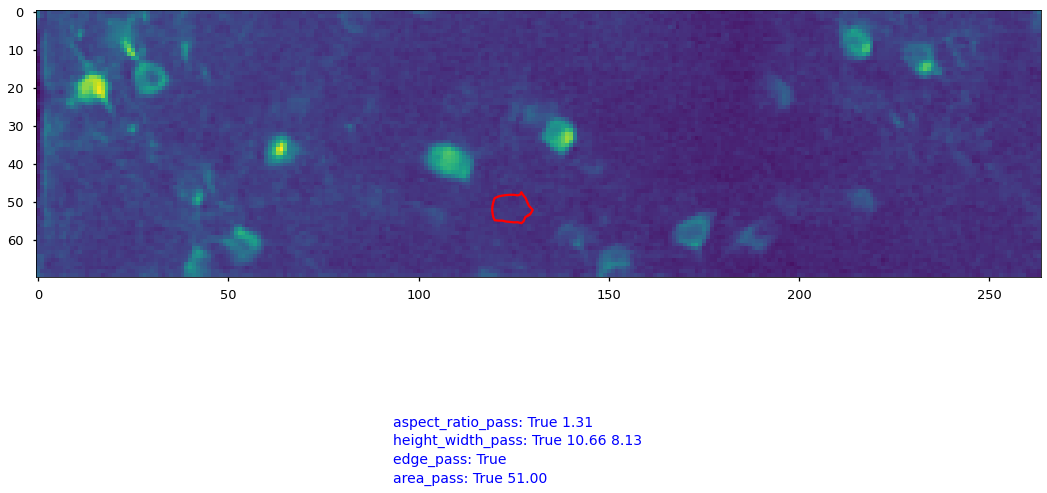 0
10
20
30
40
50
60
0 50 100 150 200 250
aspect_ratio_pass: True 1.31
height_width_pass: True 10.66 8.13
edge_pass: True
area_pass: True 51.00